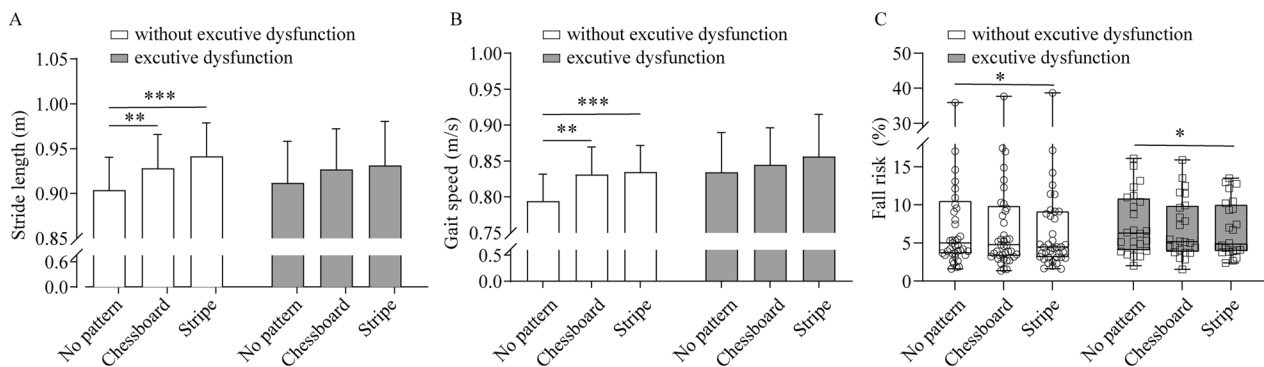 A
without excutive dysfunction
excutive dysfunction
Stride length (m)
1.05
1.00
0.95
0.90
0.85
0.6
0.0
***
**
No pattern
Chessboard
Stripe
No pattern
Chessboard
Stripe
B
without excutive dysfunction
excutive dysfunction
Gait speed (m/s)
1.00
0.95
0.90
0.85
0.80
0.75
0.5
0.0
***
**
No pattern
Chessboard
Stripe
No pattern
Chessboard
Stripe
C
without excutive dysfunction
excutive dysfunction
Fall risk (%)
50
40
30
15
10
5
0
*
*
No pattern
Chessboard
Stripe
No pattern
Chessboard
Stripe